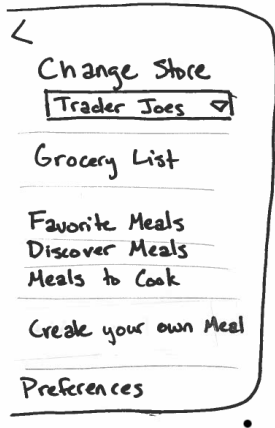 Change Store
Trader Joes
Grocery List
Favorite Meals
Discover Meals
Meals to Cook
Create your own Meal
Preferences